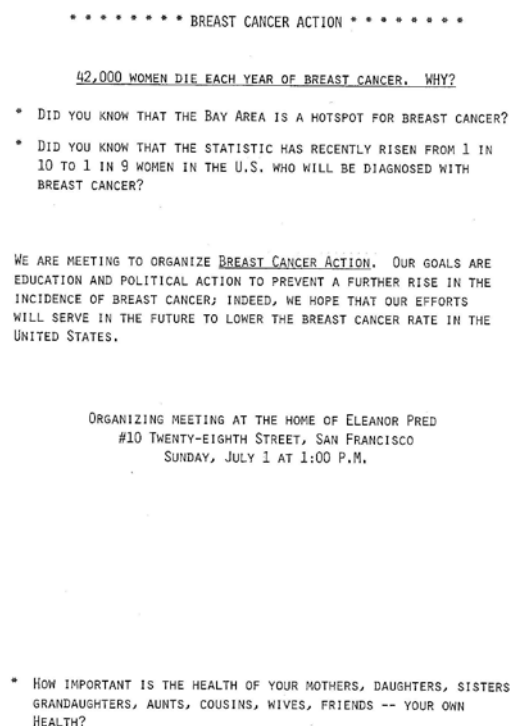 * * * * * * * * BREAST CANCER ACTION * * * * * * * *
42,000 WOMEN DIE EACH YEAR OF BREAST CANCER. WHY?
* DID YOU KNOW THAT THE BAY AREA IS A HOTSPOT FOR BREAST CANCER?
* DID YOU KNOW THAT THE STATISTIC HAS RECENTLY RISEN FROM 1 IN
10 TO 1 IN 9 WOMEN IN THE U.S. WHO WILL BE DIAGNOSED WITH
BREAST CANCER?
WE ARE MEETING TO ORGANIZE BREAST CANCER ACTION. OUR GOALS ARE
EDUCATION AND POLITICAL ACTION TO PREVENT A FURTHER RISE IN THE
INCIDENCE OF BREAST CANCER; INDEED, WE HOPE THAT OUR EFFORTS
WILL SERVE IN THE FUTURE TO LOWER THE BREAST CANCER RATE IN THE
UNITED STATES.
ORGANIZING MEETING AT THE HOME OF ELEANOR PRED
#10 TWENTY-EIGHTH STREET, SAN FRANCISCO
SUNDAY, JULY 1 AT 1:00 P.M.
* HOW IMPORTANT IS THE HEALTH OF YOUR MOTHERS, DAUGHTERS, SISTERS
GRANDAUGHTERS, AUNTS, COUSINS, WIVES, FRIENDS -- YOUR OWN
HEALTH?